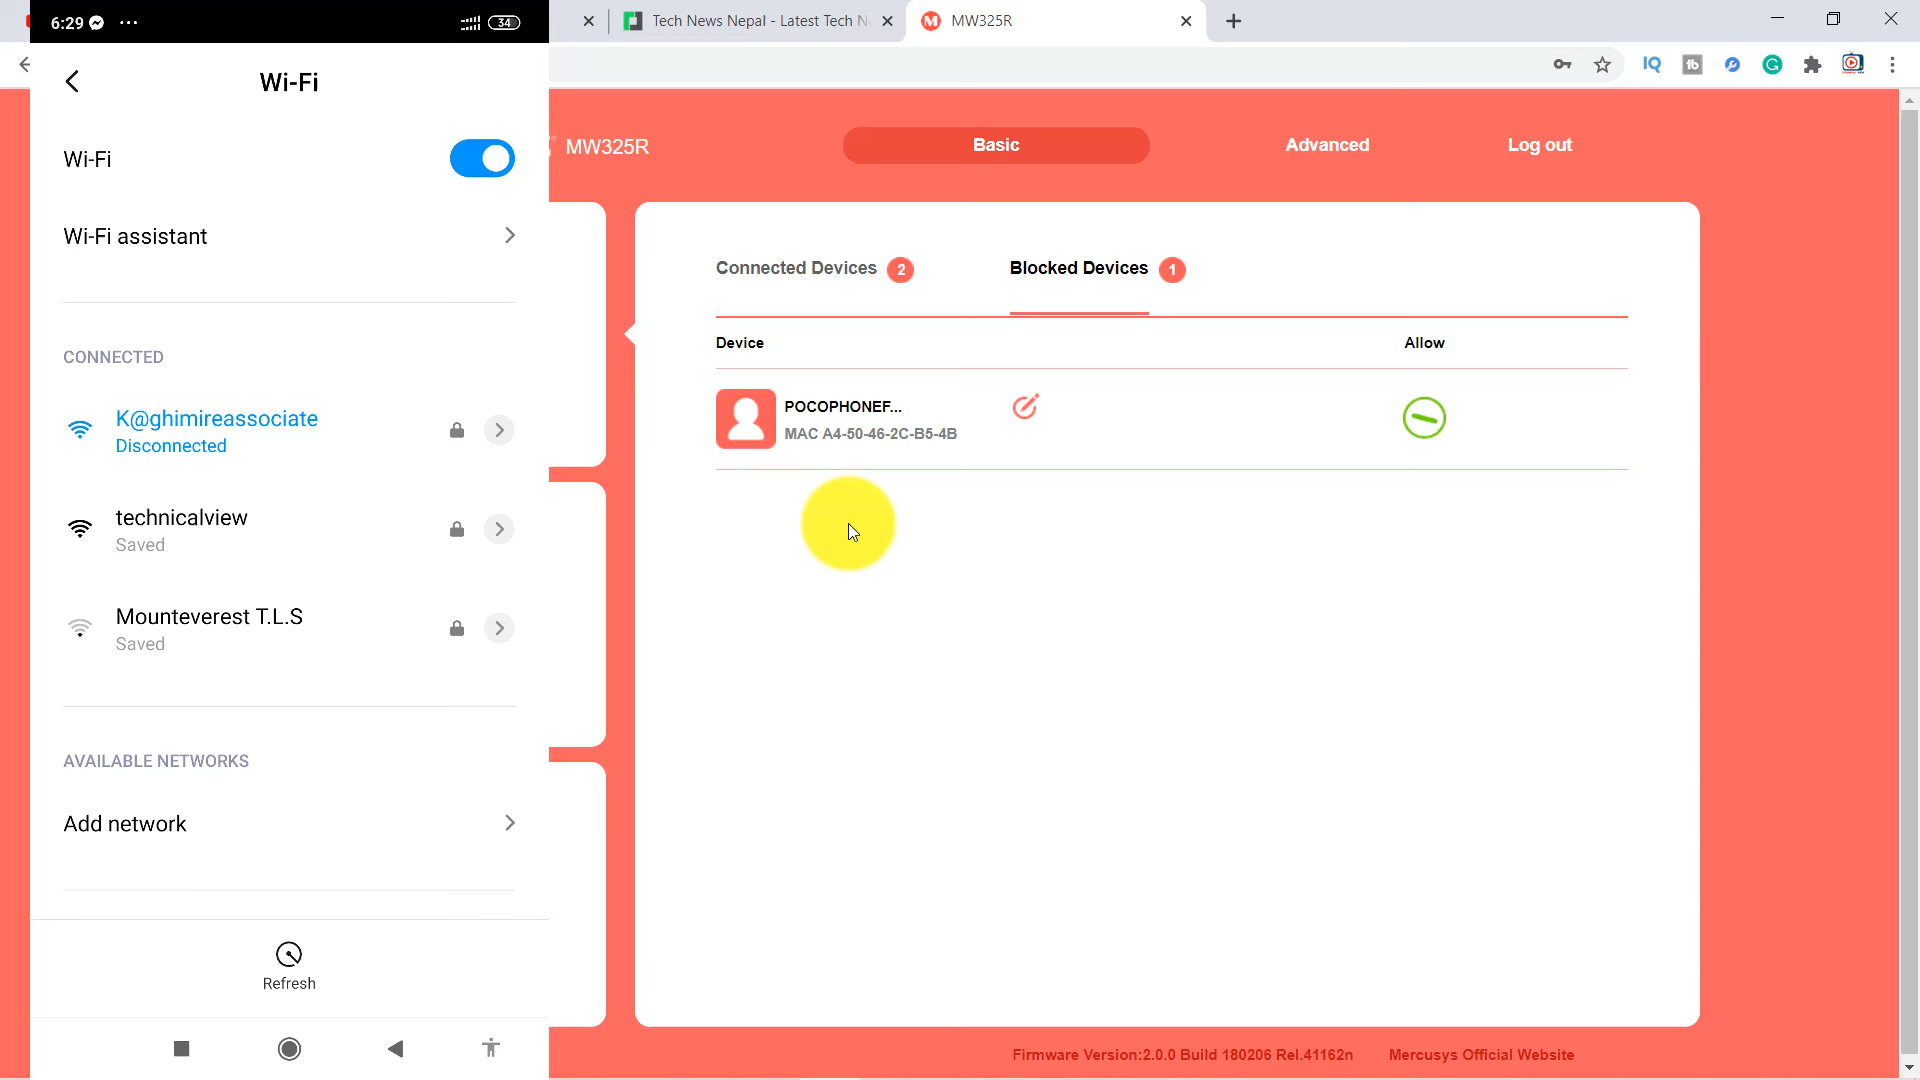 6:29
34
Wi-Fi
Wi-Fi
Wi-Fi assistant
CONNECTED
K@ghimireassociate
Disconnected
technicalview
Saved
Mounteverest T.L.S
Saved
AVAILABLE NETWORKS
Add network
Refresh
Tech News Nepal - Latest Tech N
MW325R
MW325R
Basic
Advanced
Log out
Connected Devices 2
Blocked Devices 1
Device
Allow
POCOPHONEF...
MAC A4-50-46-2C-B5-4B
Firmware Version:2.0.0 Build 180206 Rel.41162n
Mercusys Official Website